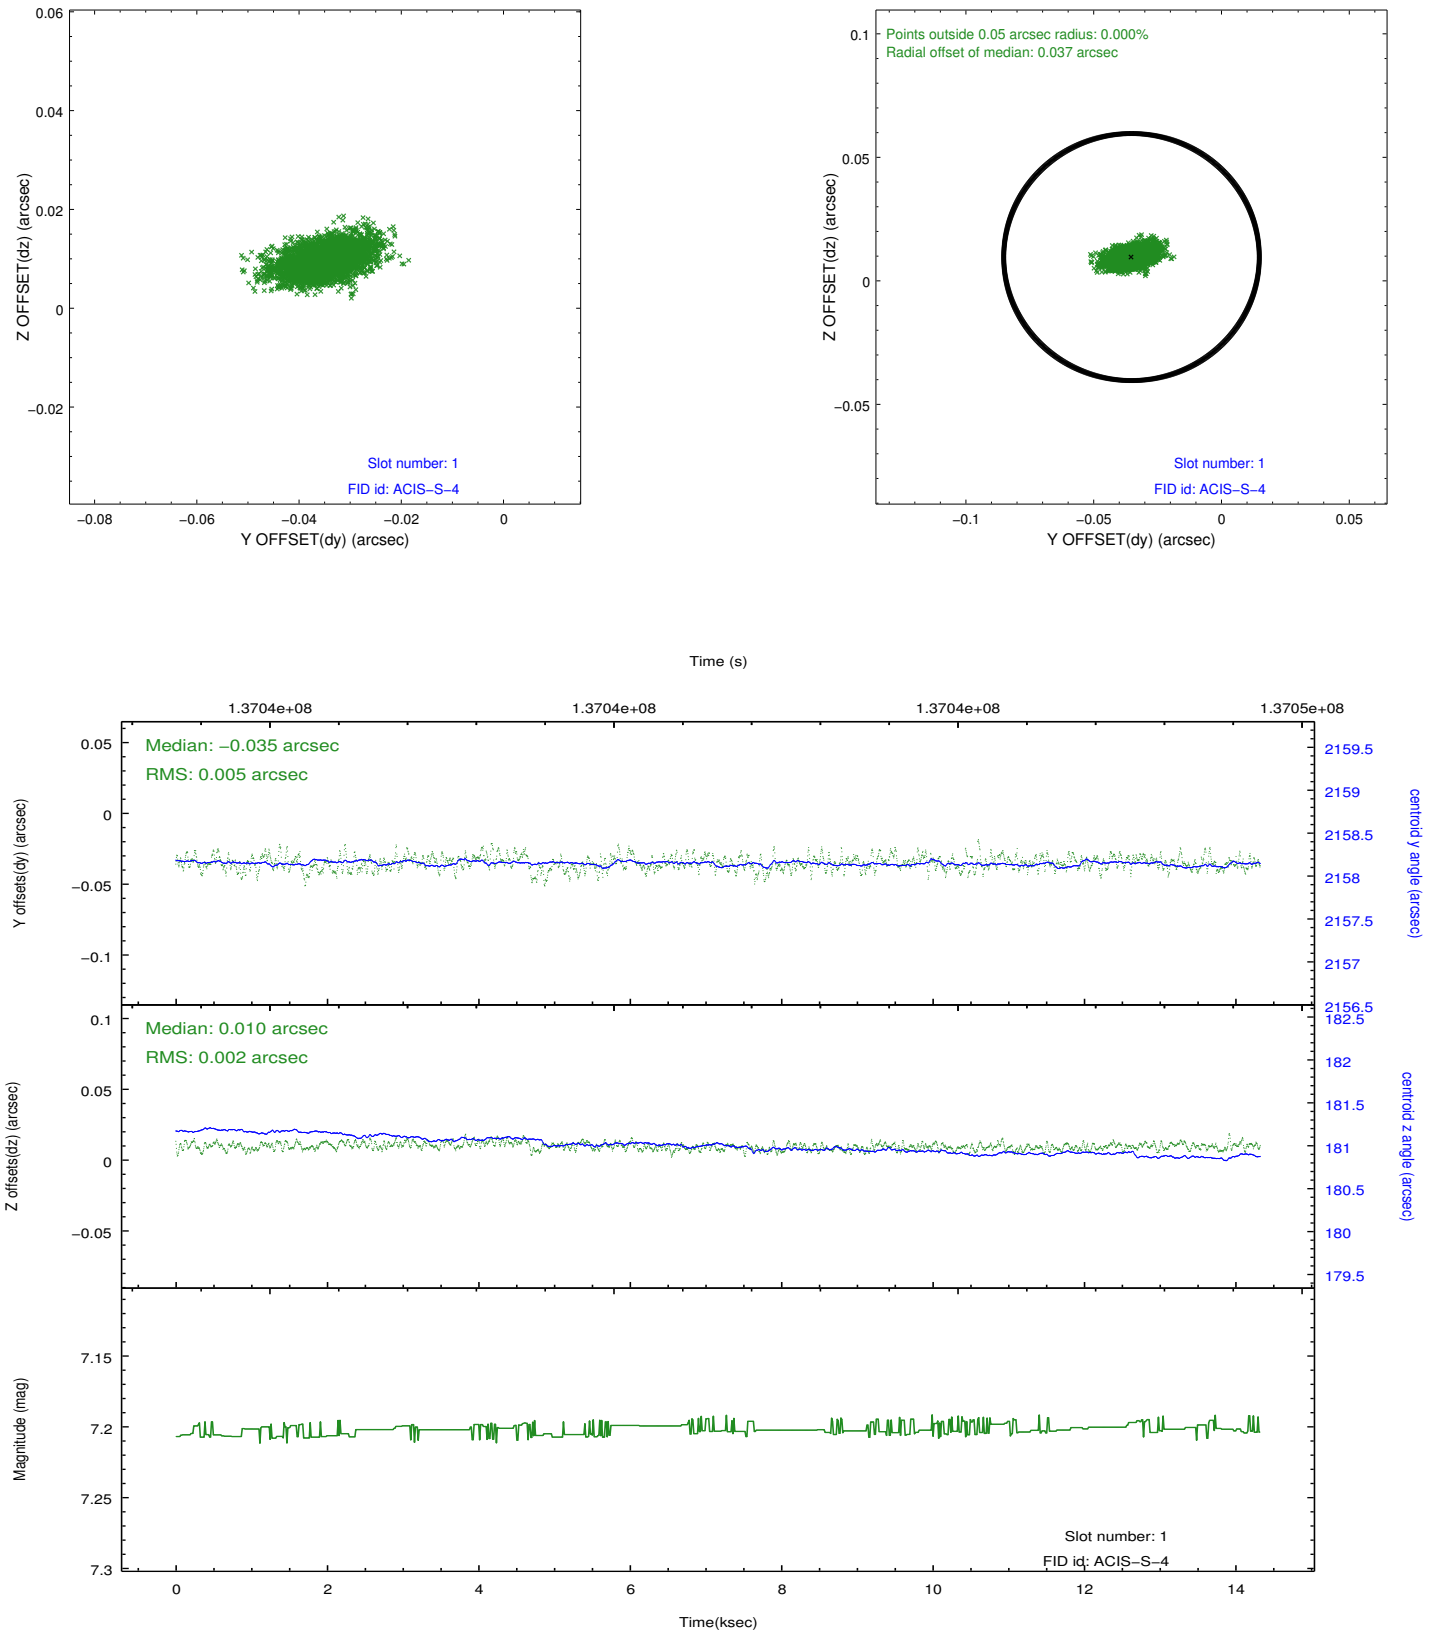 0.06
0.04
0.02
0
−0.02
Z OFFSET(dz) (arcsec)
Slot number: 1
FID id: ACIS−S−4
−0.08 −0.06 −0.04 −0.02 0
Y OFFSET(dy) (arcsec)
Points outside 0.05 arcsec radius: 0.000%
Radial offset of median: 0.037 arcsec
0.1
0.05
0
−0.05
Z OFFSET(dz) (arcsec)
Slot number: 1
FID id: ACIS−S−4
−0.1 −0.05 0 0.05
Y OFFSET(dy) (arcsec)
Time (s)
1.3704e+08 1.3704e+08 1.3704e+08 1.3705e+08
Median: −0.035 arcsec
RMS: 0.005 arcsec
0.05
0
−0.05
−0.1
Y offsets(dy) (arcsec)
2159.5
2159
2158.5
2158
2157.5
2157
2156.5
centroid y angle (arcsec)
Median: 0.010 arcsec
RMS: 0.002 arcsec
0.1
0.05
0
−0.05
Z offsets(dz) (arcsec)
182.5
182
181.5
181
180.5
180
179.5
centroid z angle (arcsec)
7.15
7.2
7.25
7.3
Magnitude (mag)
Slot number: 1
FID id: ACIS−S−4
0 2 4 6 8 10 12 14
Time(ksec)